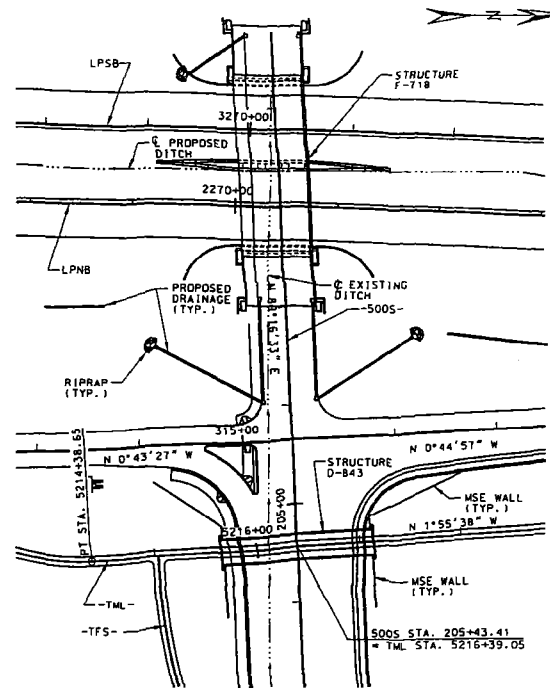 N
LPSB
STRUCTURE
F-718
3270+00
℄ PROPOSED
DITCH
2270+00
LPNB
℄ EXISTING
DITCH
PROPOSED
DRAINAGE
(TYP.)
-500S-
N 88°16'33" E
RIPRAP
(TYP.)
315+00
N 0°43'27" W
N 0°44'57" W
PT STA. 5214+38.65
STRUCTURE
D-843
205+00
MSE WALL
(TYP.)
5216+00
N 1°55'38" W
-TML-
MSE WALL
(TYP.)
-TFS-
500S STA. 205+43.41
= TML STA. 5216+39.05